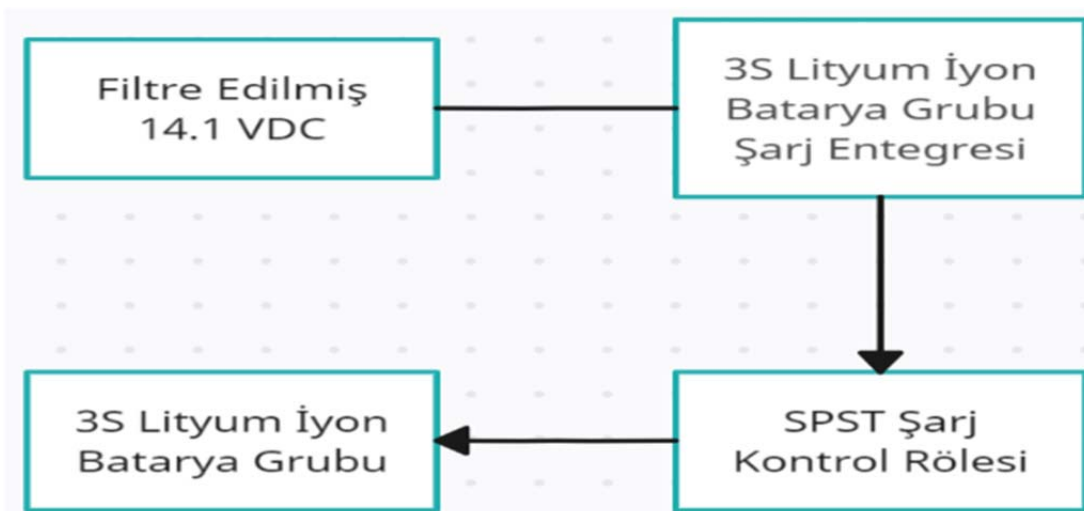 Filtre Edilmiş
14.1 VDC
3S Lityum İyon
Batarya Grubu
Şarj Entegresi
3S Lityum İyon
Batarya Grubu
SPST Şarj
Kontrol Rölesi